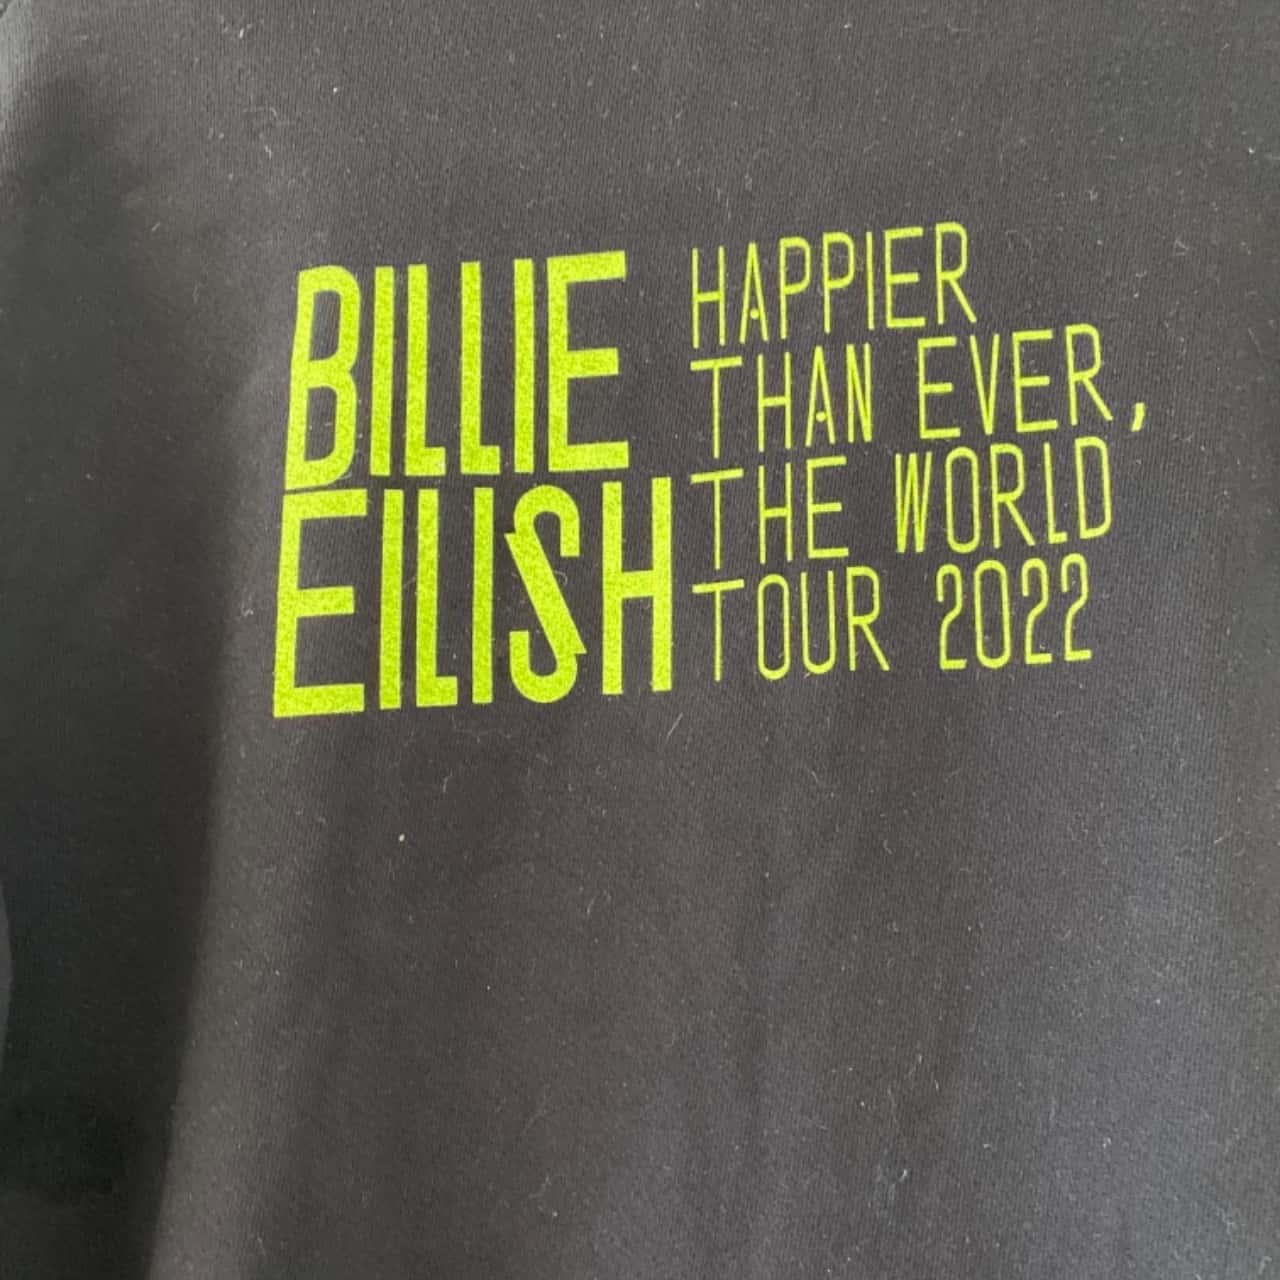 BILLIE
EILISH
HAPPIER
THAN EVER,
THE WORLD
TOUR 2022